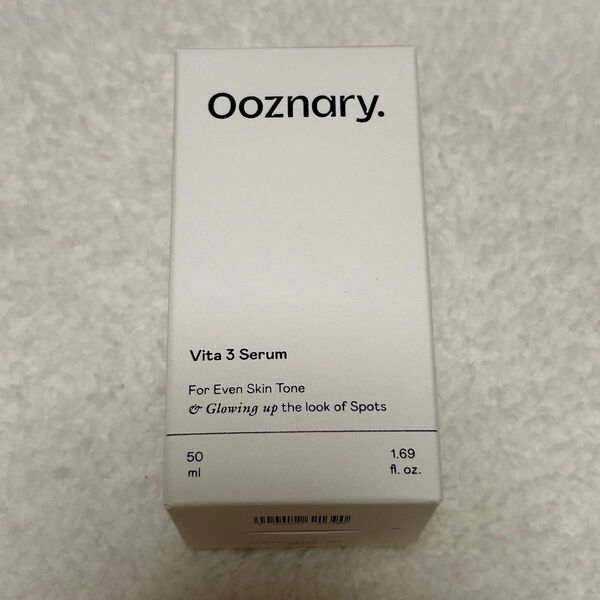 Ooznary.
Vita 3 Serum
For Even Skin Tone
& Glowing up the look of Spots
50
ml
1.69
fl. oz.